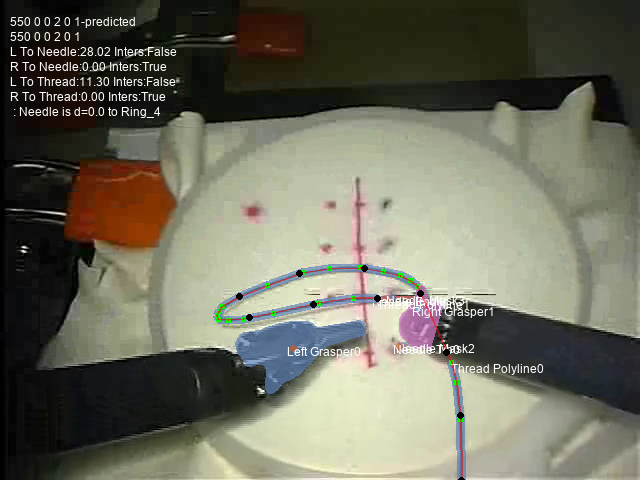 550 0 0 2 0 1-predicted
550 0 0 2 0 1
L To Needle:28.02 Inters:False
R To Needle:0.00 Inters:True
L To Thread:11.30 Inters:False
R To Thread:0.00 Inters:True
: Needle is d=0.0 to Ring_4
Right Grasper1
Left Grasper0
Thread Polyline0